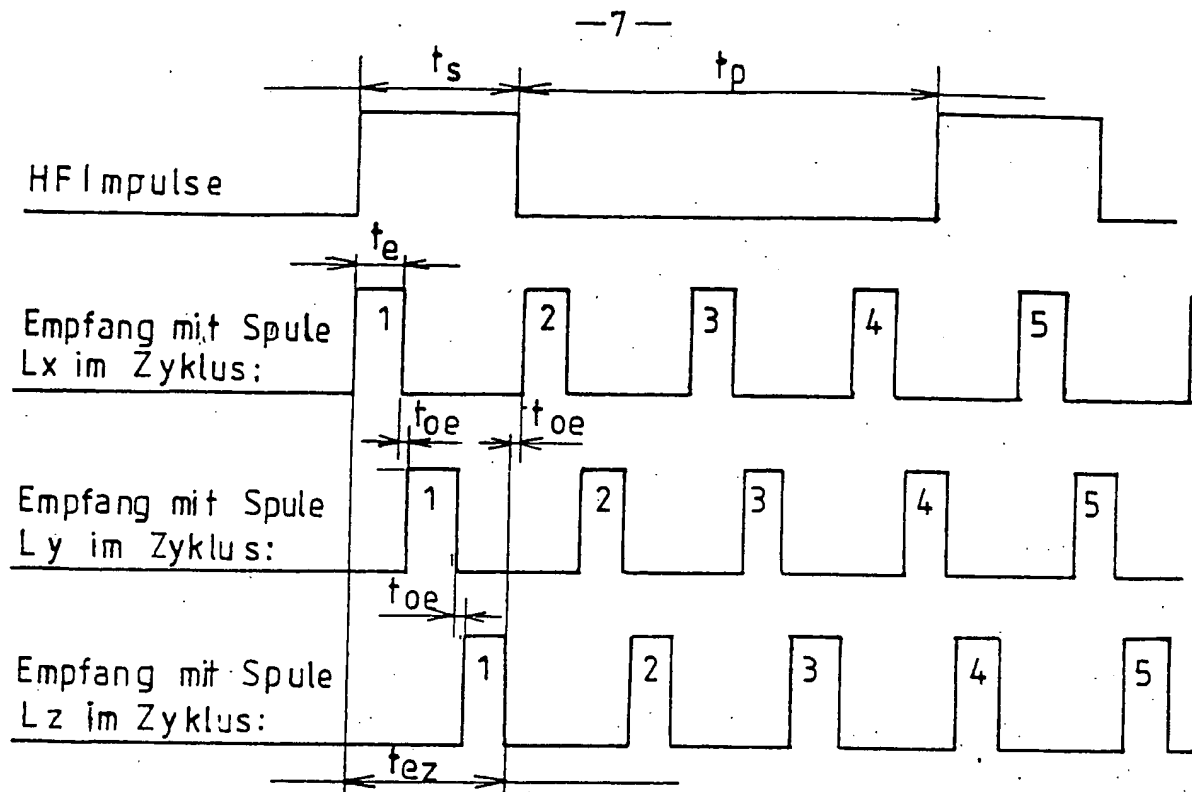 —7—
ts tp
HF Impulse
te
Empfang mit Spule
Lx im Zyklus:
1 2 3 4 5
toe toe
Empfang mit Spule
Ly im Zyklus:
1 2 3 4 5
toe
Empfang mit Spule
Lz im Zyklus:
1 2 3 4 5
tez